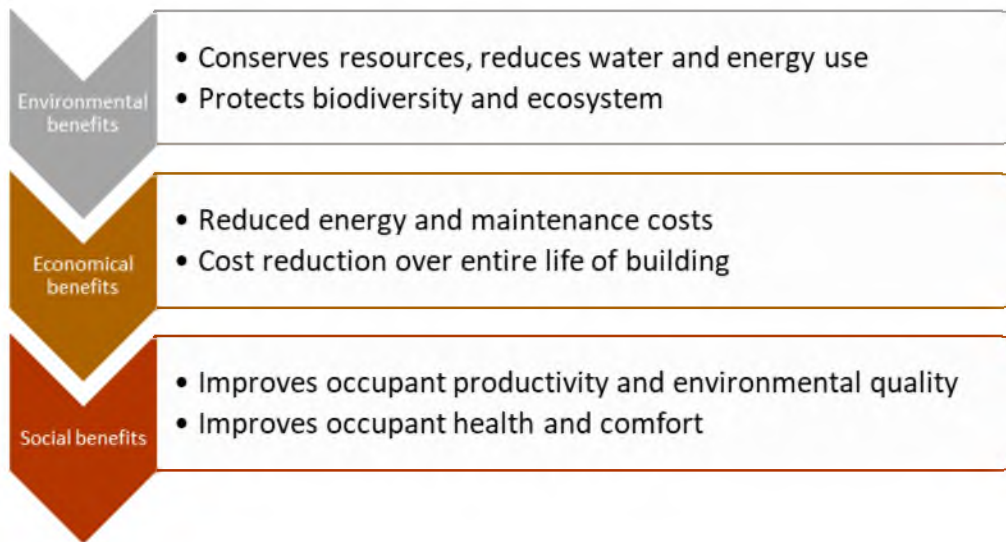 Environmental
benefits
• Conserves resources, reduces water and energy use
• Protects biodiversity and ecosystem
Economical
benefits
• Reduced energy and maintenance costs
• Cost reduction over entire life of building
Social benefits
• Improves occupant productivity and environmental quality
• Improves occupant health and comfort